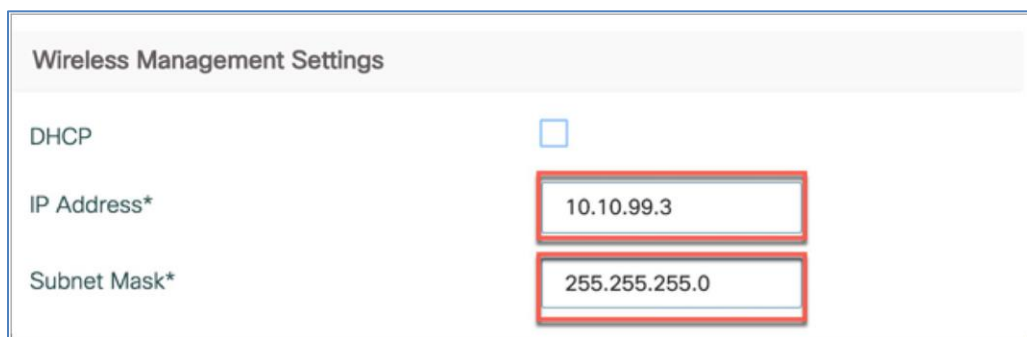 Wireless Management Settings
DHCP
IP Address*
10.10.99.3
Subnet Mask*
255.255.255.0